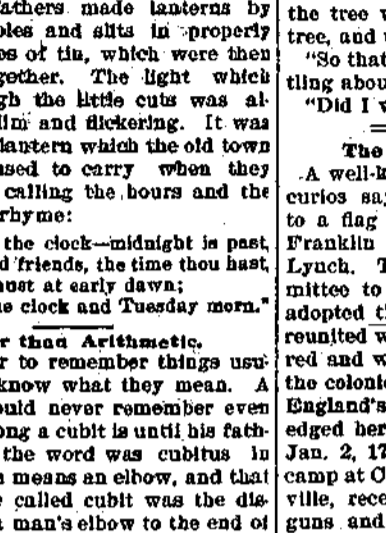 athers made lanterns by
oles and slits in properly
es of tin, which were then
gether. The light which
gh the little cuts was al-
dim and flickering. It was
lantern which the old town
used to carry when they
calling the hours and the
rhyme:
the clock—midnight is past,
d friends, the time thou hast,
must at early dawn;
e clock and Tuesday morn."
r than Arithmetic.
r to remember things usu-
know what they mean. A
ould never remember even
ong a cubit is until his fath-
the word was cubitus in
means an elbow, and that
called cubit was the dis-
man's elbow to the end of
the tree w
tree, and
"So that
tling abou
"Did I
The
A well-k
curios say
to a flag
Franklin
Lynch. T
mittee to
adopted t
reunited w
red and w
the coloni
England's
edged her
Jan. 2, 17
camp at C
ville, rece
guns and